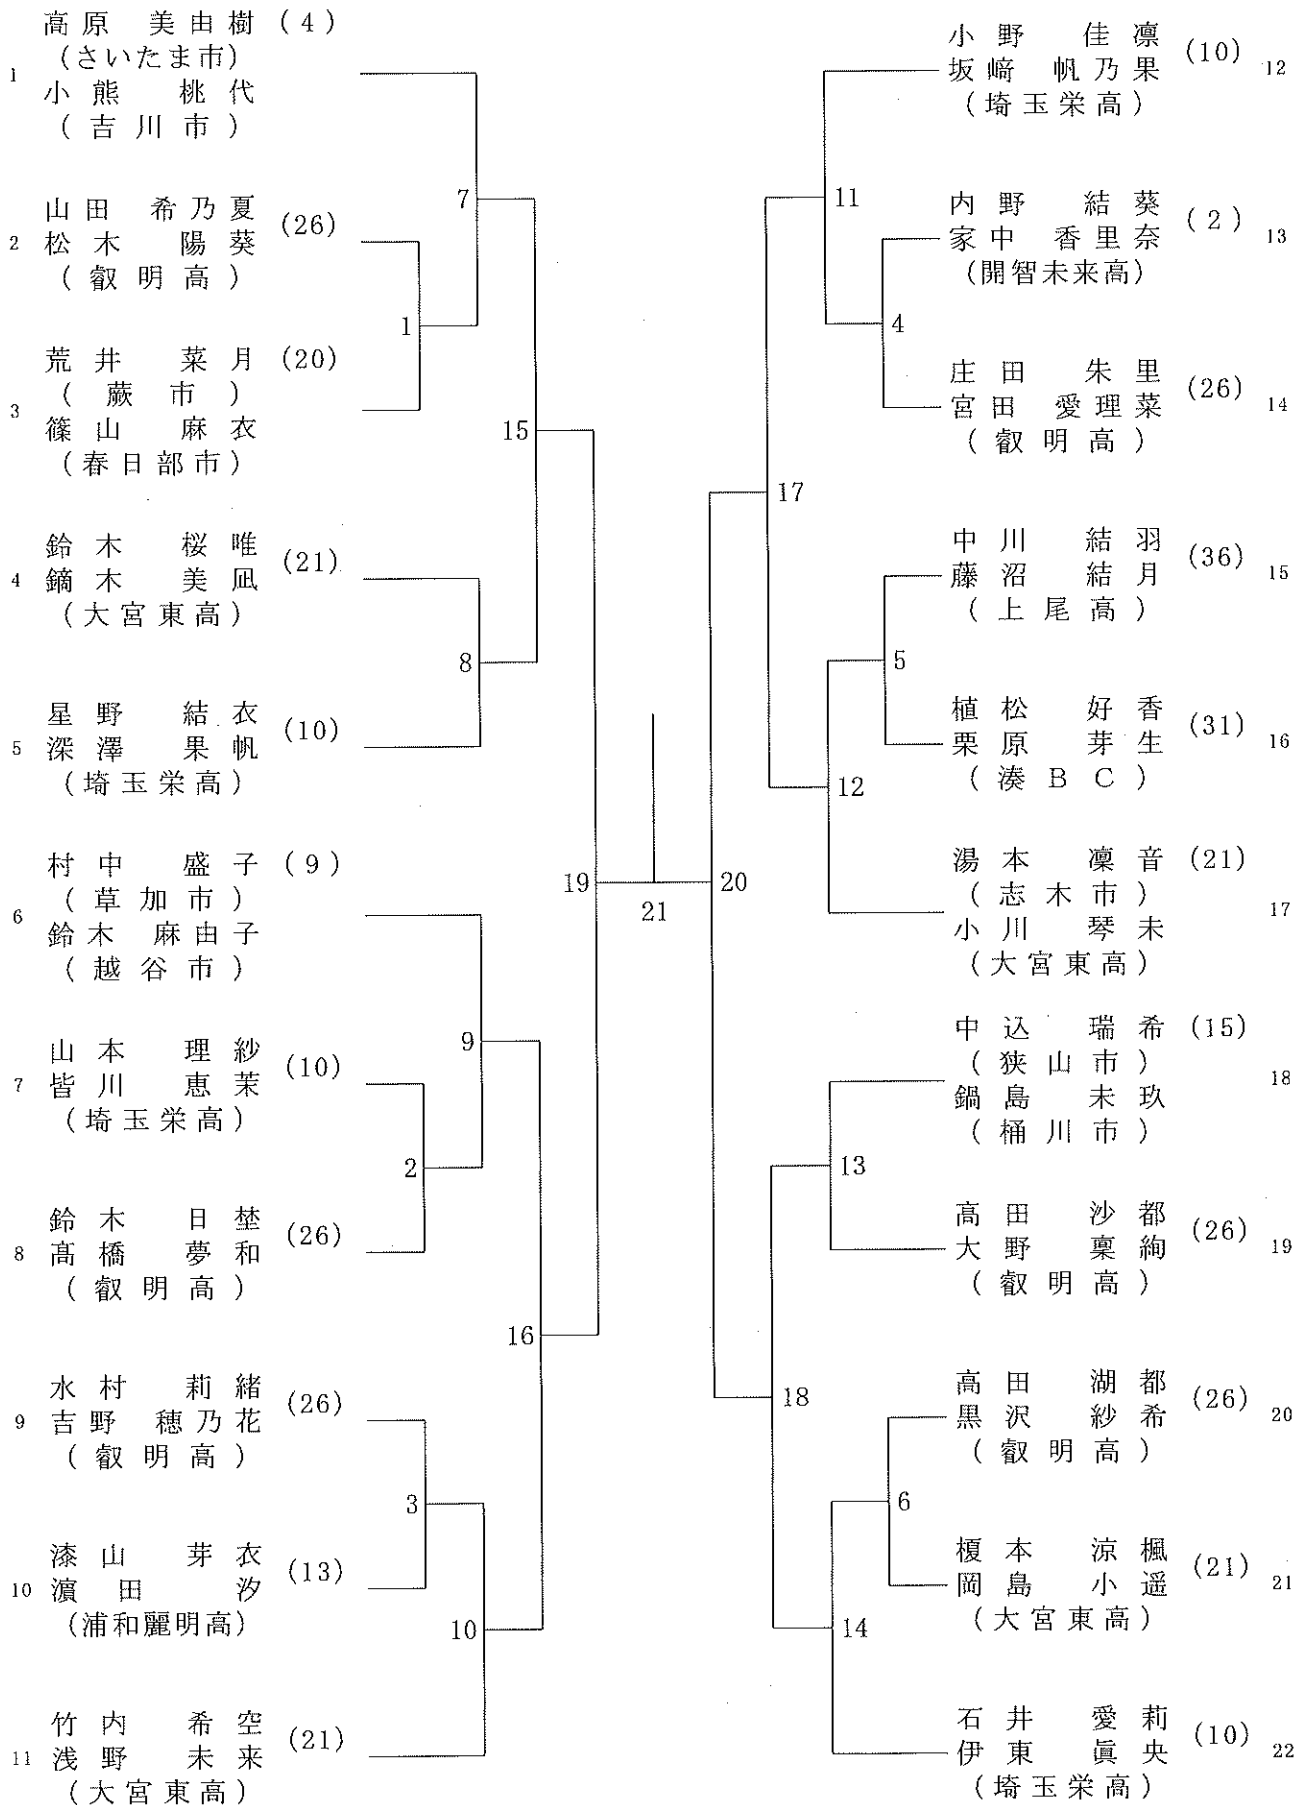 高原 美由樹 (4)
(さいたま市)
1
小熊 桃代
(吉川市)
山田 希乃夏 (26)
2 松木 陽葵
(叡明高)
荒井 菜月 (20)
(蕨市)
3
篠山 麻衣
(春日部市)
鈴木 桜唯 (21)
4 鏑木 美凪
(大宮東高)
星野 結衣 (10)
5 深澤 果帆
(埼玉栄高)
村中 盛子 (9)
(草加市)
6
鈴木 麻由子
(越谷市)
山本 理紗 (10)
7 皆川 恵茉
(埼玉栄高)
鈴木 日埜 (26)
8 髙橋 夢和
(叡明高)
水村 莉緒 (26)
9 吉野 穂乃花
(叡明高)
漆山 芽衣 (13)
10 濵田 汐
(浦和麗明高)
竹内 希空 (21)
11 浅野 未来
(大宮東高)
7
1
15
8
19
9
2
16
3
10
21
20
11
4
17
5
12
13
18
6
14
小野 佳凛 (10)
坂﨑 帆乃果 12
(埼玉栄高)
内野 結葵 (2)
家中 香里奈 13
(開智未来高)
庄田 朱里 (26)
宮田 愛理菜 14
(叡明高)
中川 結羽 (36)
藤沼 結月 15
(上尾高)
植松 好香 (31)
栗原 芽生 16
(湊BC)
湯本 凜音 (21)
(志木市)
17
小川 琴未
(大宮東高)
中込 瑞希 (15)
(狭山市)
18
鍋島 未玖
(桶川市)
高田 沙都 (26)
大野 稟絢 19
(叡明高)
高田 湖都 (26)
黒沢 紗希 20
(叡明高)
榎本 涼楓 (21)
岡島 小遥 21
(大宮東高)
石井 愛莉 (10)
伊東 眞央 22
(埼玉栄高)